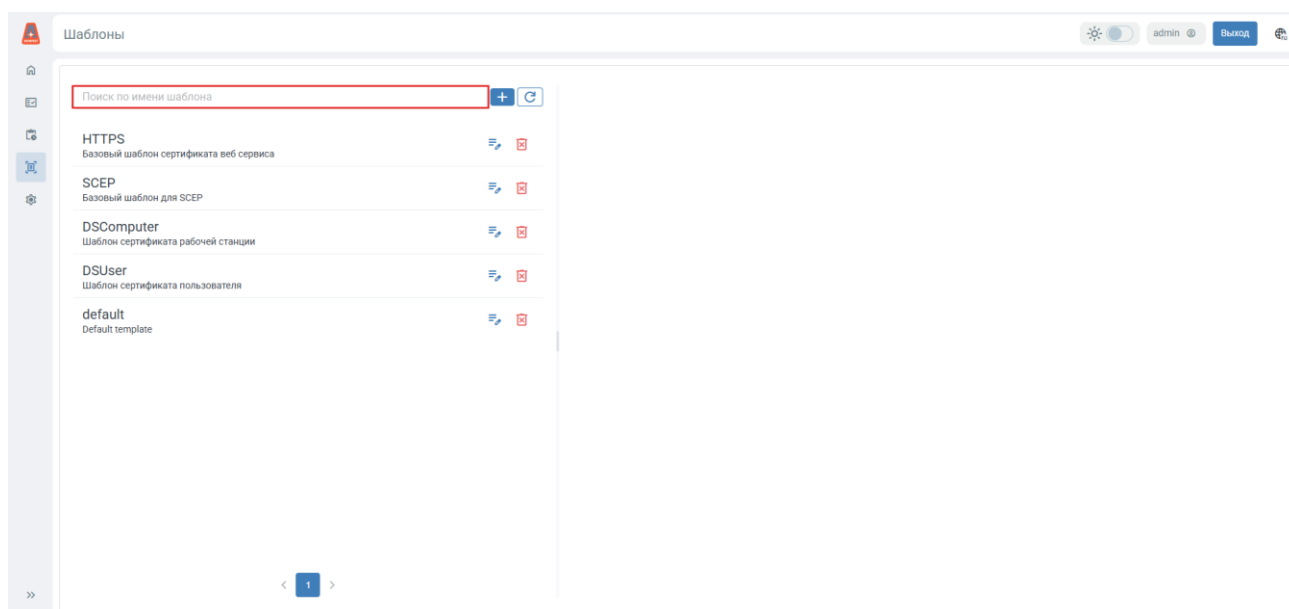 Шаблоны
admin
Выход
Поиск по имени шаблона
HTTPS
Базовый шаблон сертификата веб сервиса
SCEP
Базовый шаблон для SCEP
DSComputer
Шаблон сертификата рабочей станции
DSUser
Шаблон сертификата пользователя
default
Default template
1